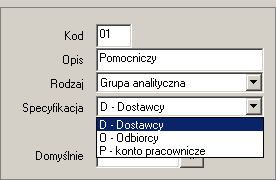 Kod 01
Opis Pomocniczy
Rodzaj Grupa analityczna
Specyfikacja D - Dostawcy
D - Dostawcy
O - Odbiorcy
P - konto pracownicze
Domyślnie